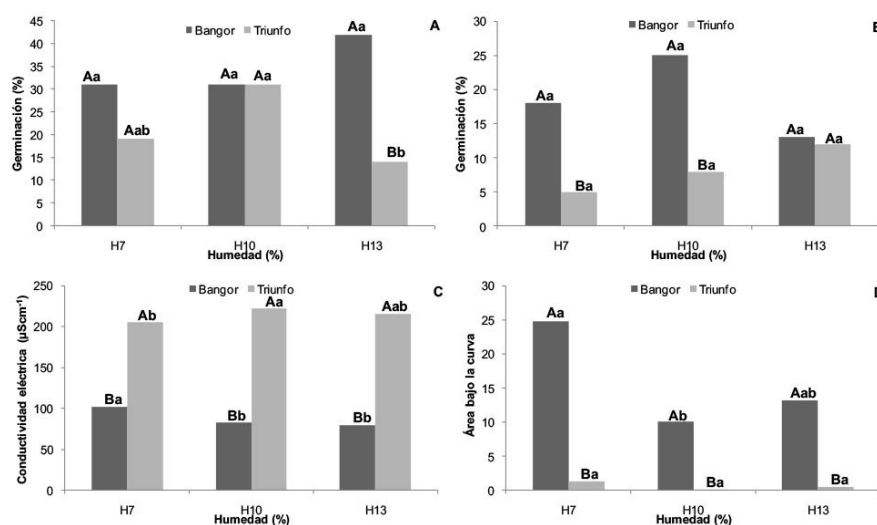 A
Bangor Triunfo
Germinación (%)
45
40
35
30
25
20
15
10
5
0
Aa
Aab
Aa
Aa
Aa
Bb
H7
H10
H13
Humedad (%)
Bangor Triunfo
Germinación (%)
30
25
20
15
10
5
0
Aa
Ba
Aa
Ba
Aa
Aa
H7
H10
H13
Humedad (%)
C
Bangor Triunfo
Conductividad eléctrica (µScm⁻¹)
250
200
150
100
50
0
Ba
Ab
Bb
Aa
Bb
Aab
H7
H10
H13
Humedad (%)
Bangor Triunfo
Área bajo la curva
30
25
20
15
10
5
0
Aa
Ba
Ab
Ba
Aab
Ba
H7
H10
H13
Humedad (%)